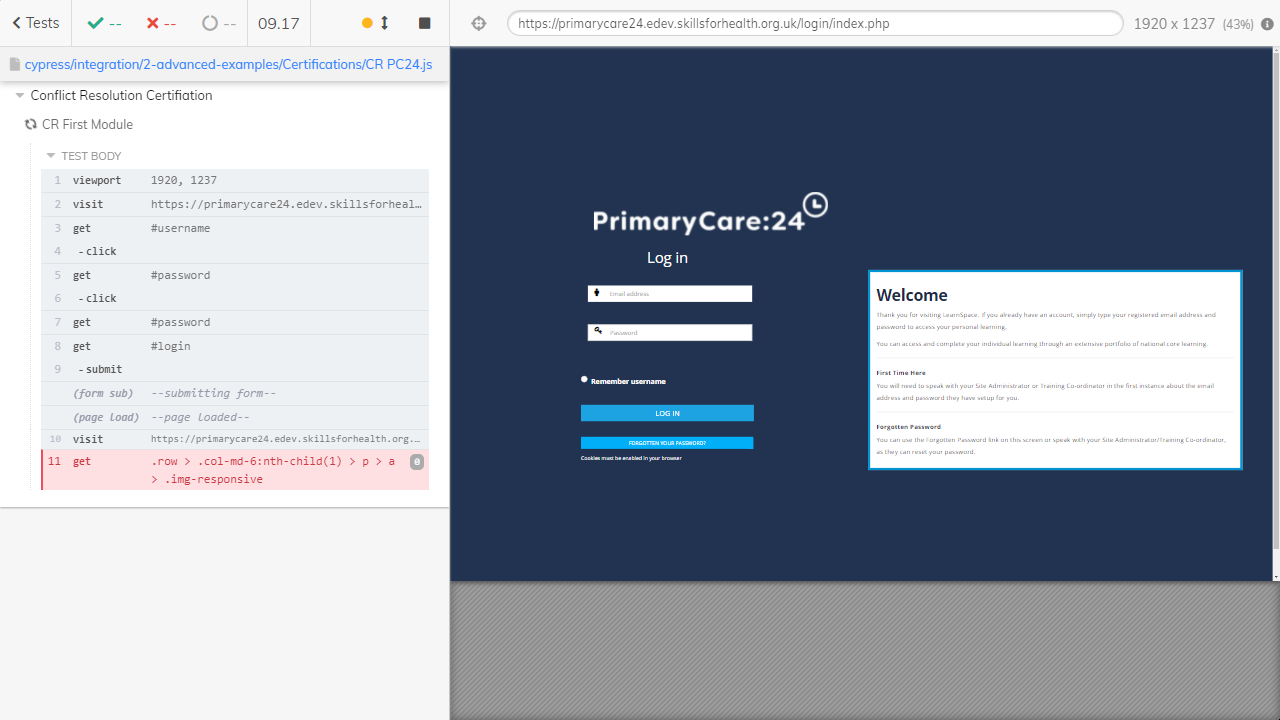 Tests -- -- -- 09.17
https://primarycare24.edev.skillsforhealth.org.uk/login/index.php 1920 x 1237 (43%)
cypress/integration/2-advanced-examples/Certifications/CR PC24.js
Conflict Resolution Certifiation
CR First Module
TEST BODY
1 viewport 1920, 1237
2 visit https://primarycare24.edev.skillsforheal…
3 get #username
4 -click
5 get #password
6 -click
7 get #password
8 get #login
9 -submit
(form sub) --submitting form--
(page load) --page loaded--
10 visit https://primarycare24.edev.skillsforhealth.org.…
11 get .row > .col-md-6:nth-child(1) > p > a 0
> .img-responsive
PrimaryCare:24
Log in
Email address
Password
Remember username
LOG IN
FORGOTTEN YOUR PASSWORD?
Cookies must be enabled in your browser
Welcome
Thank you for visiting LearnSpace. If you already have an account, simply type your registered email address and
password to access your personal learning.
You can access and complete your individual learning through an extensive portfolio of national core learning.
First Time Here
You will need to speak with your Site Administrator or Training Co-ordinator in the first instance about the email
address and password they have setup for you.
Forgotten Password
You can use the Forgotten Password link on this screen or speak with your Site Administrator/Training Co-ordinator,
as they can reset your password.